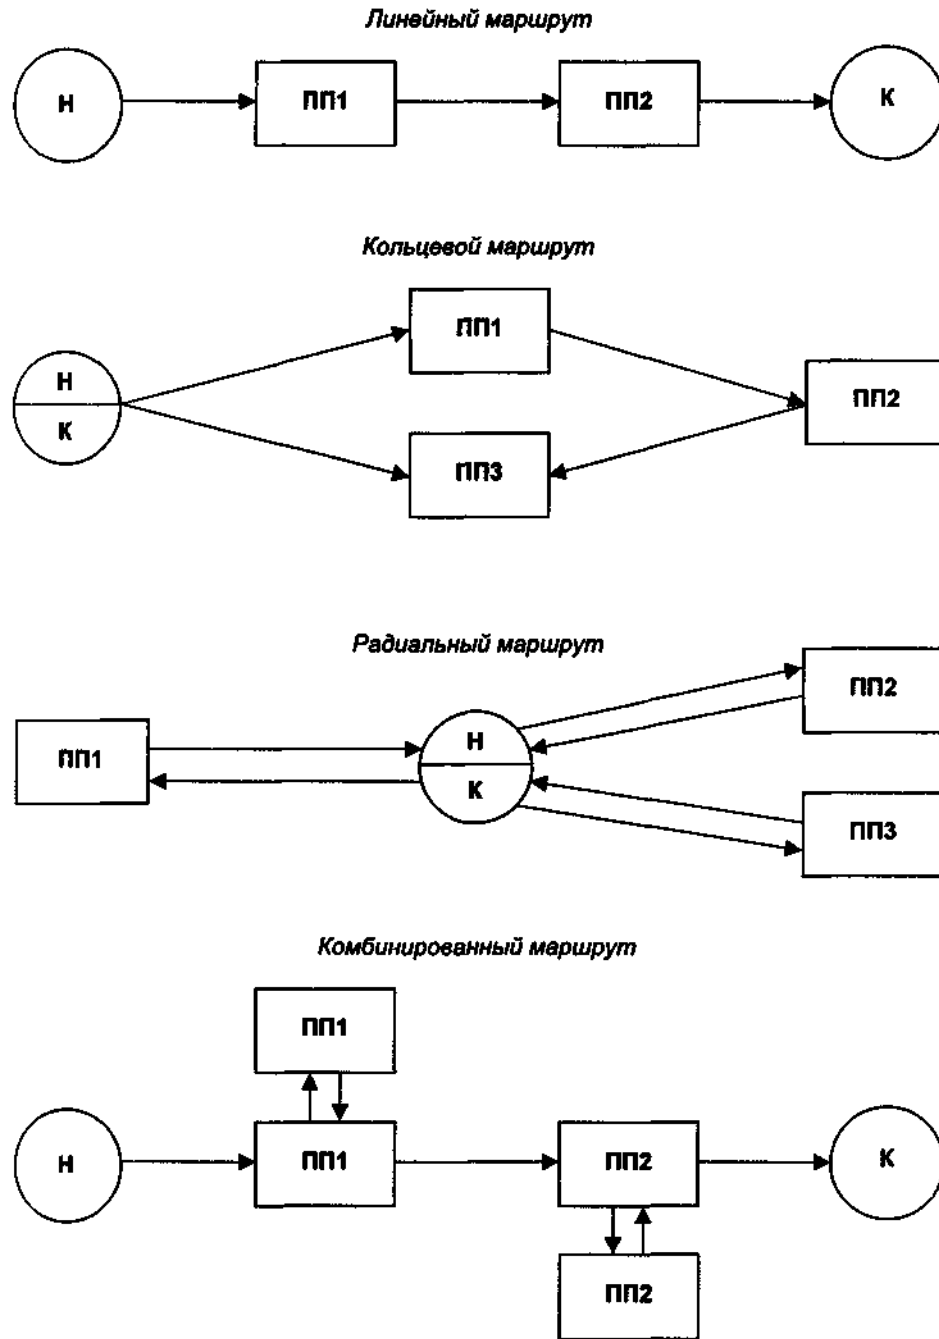 Линейный маршрут
Н
ПП1
ПП2
К
Кольцевой маршрут
ПП1
Н
К
ПП2
ПП3
Радиальный маршрут
ПП2
ПП1
Н
К
ПП3
Комбинированный маршрут
ПП1
Н
ПП1
ПП2
К
ПП2